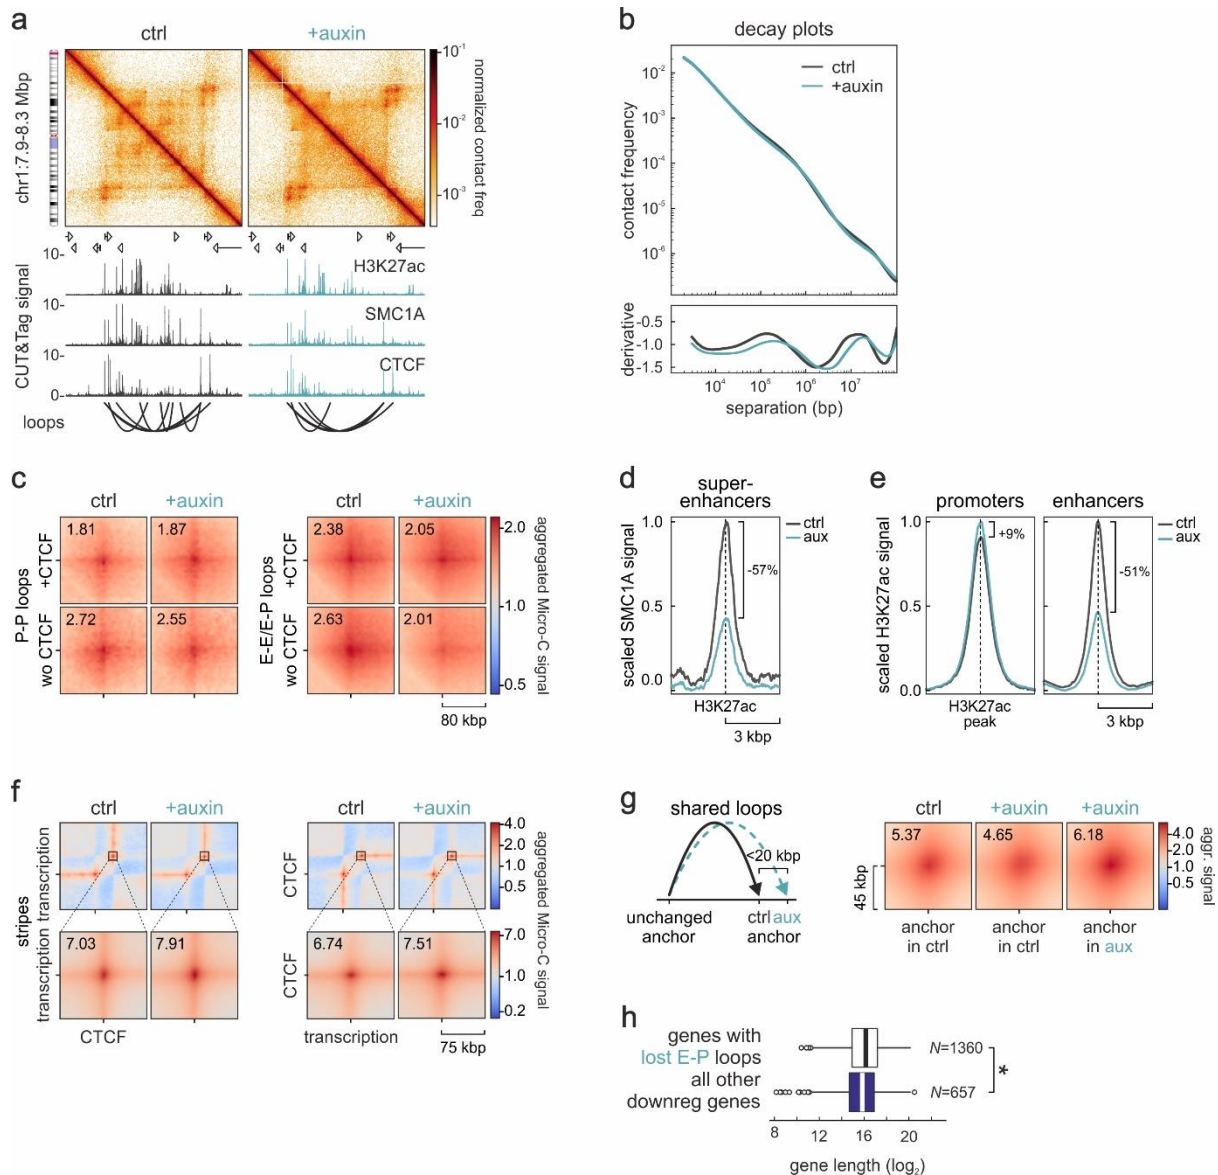 a
ctrl
+auxin
chr1:7.9-8.3 Mbp
10⁻¹
10⁻²
10⁻³
normalized contact freq
CUT&Tag signal
10-
H3K27ac
10-
SMC1A
10-
CTCF
0-
loops
b
decay plots
ctrl
+auxin
contact frequency
10⁻²
10⁻³
10⁻⁴
10⁻⁵
10⁻⁶
derivative
-0.5
-1.0
-1.5
10⁴ 10⁵ 10⁶ 10⁷
separation (bp)
c
ctrl
+auxin
ctrl
+auxin
P-P loops
+CTCF
wo CTCF
1.81
1.87
2.72
2.55
E-E/E-P loops
+CTCF
wo CTCF
2.38
2.05
2.63
2.01
2.0
1.0
0.5
aggregated Micro-C signal
80 kbp
d
super-
enhancers
scaled SMC1A signal
1.0
0.5
0.0
-57%
H3K27ac
3 kbp
e
promoters
enhancers
ctrl
aux
scaled H3K27ac signal
1.0
0.5
0.0
+9%
-51%
H3K27ac
peak
3 kbp
f
ctrl
+auxin
ctrl
+auxin
stripes
transcription
transcription
7.03
7.91
CTCF
CTCF
CTCF
6.74
7.51
transcription
4.0
2.0
1.0
0.5
7.0
1.0
0.2
aggregated Micro-C signal
75 kbp
g
shared loops
<20 kbp
unchanged
anchor
ctrl aux
anchor
ctrl
+auxin
+auxin
45 kbp
5.37
4.65
6.18
anchor
in ctrl
anchor
in ctrl
anchor
in aux
4.0
2.0
1.0
0.5
aggr. signal
h
genes with
lost E-P loops
all other
downreg genes
N=1360
N=657
*
8 12 16 20
gene length (log₂)